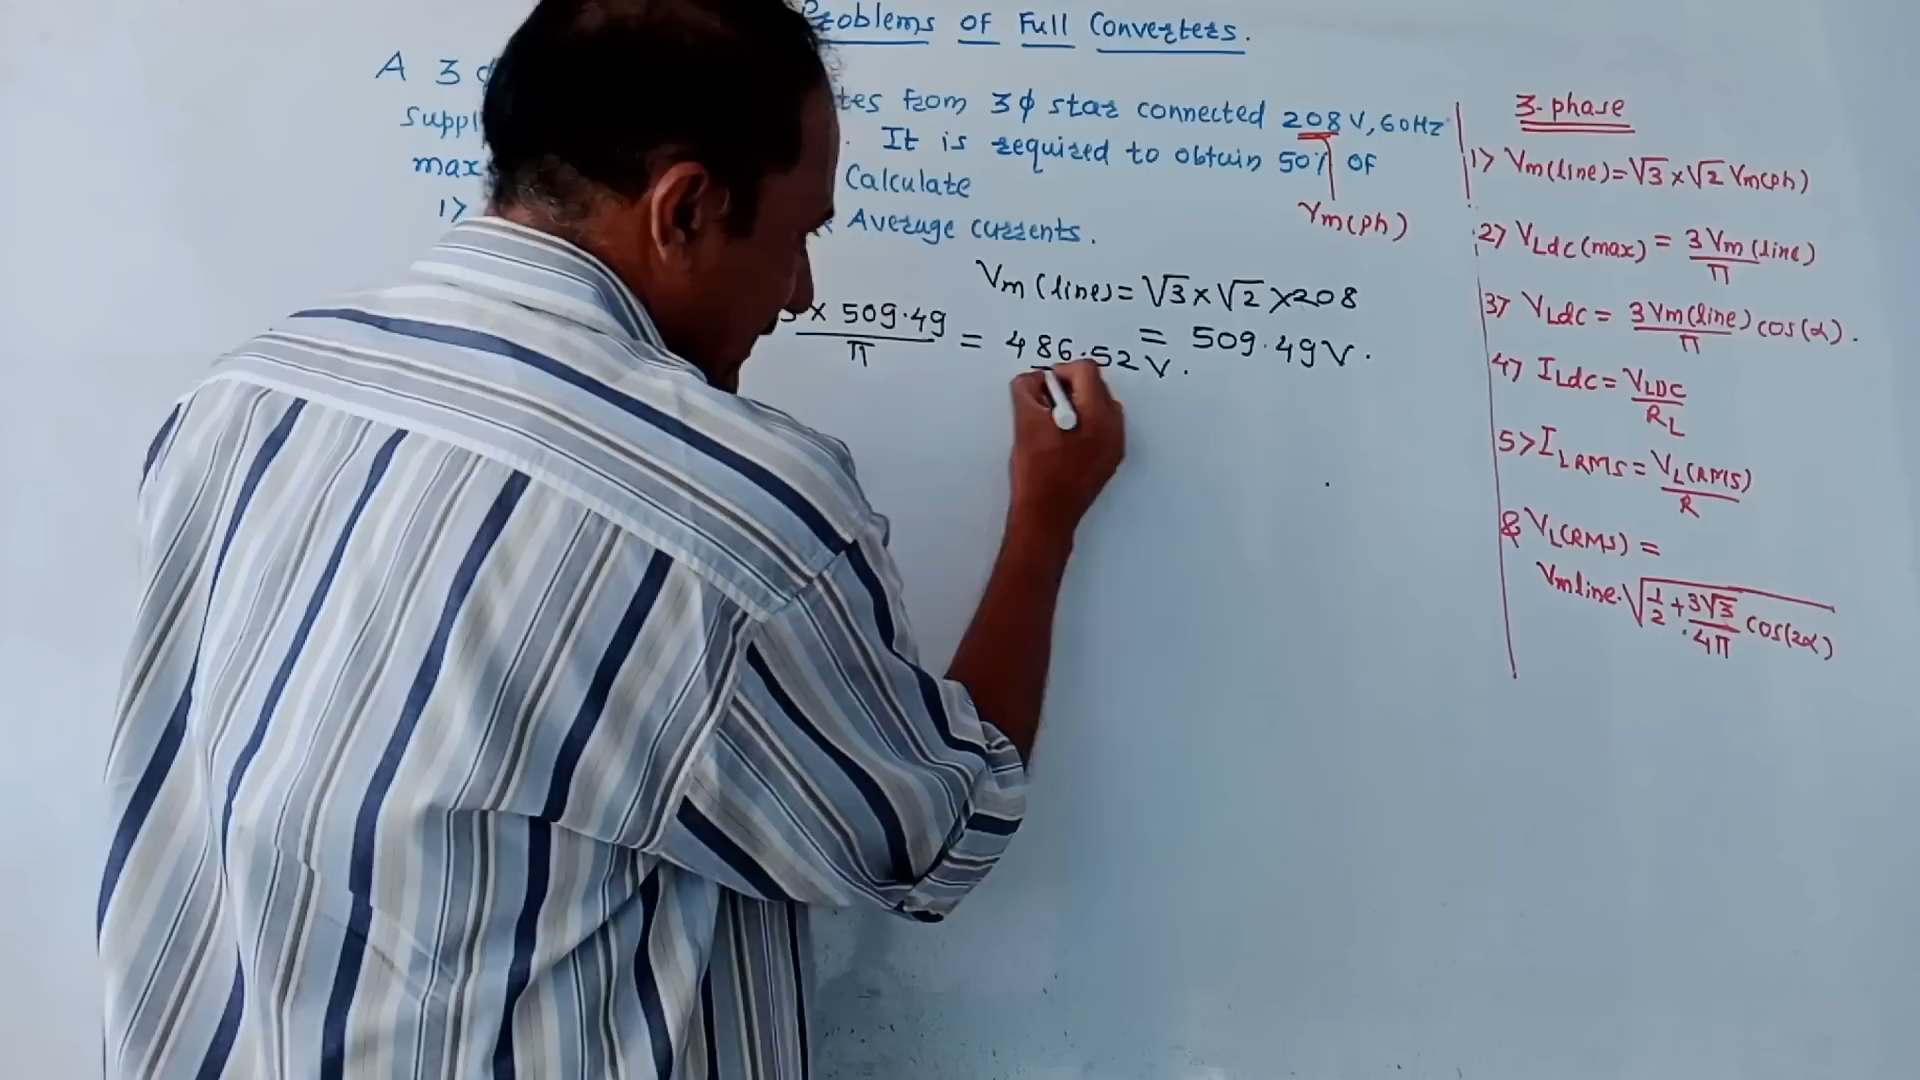 Problems of Full Converters.
A 3
tes from 3ϕ star connected 208 V, 60Hz
Suppl
. It is required to obtain 50% of
max
Calculate
1>
Average currents.
Vm(ph)
Vm(line) = √3 × √2 × 208
= 509.49 V.
3 × 509.49 / π = 486.52 V.
3-phase
1> Vm(line) = √3 × √2 Vm(ph)
2> VLdc(max) = 3 Vm(line) / π
3> VLdc = 3 Vm(line) / π cos(α).
4> ILdc = VLDC / RL
5> ILRMS = VL(RMS) / R
& VL(RMS) =
Vmline. √(1/2 + 3√3 / 4π cos(2α))